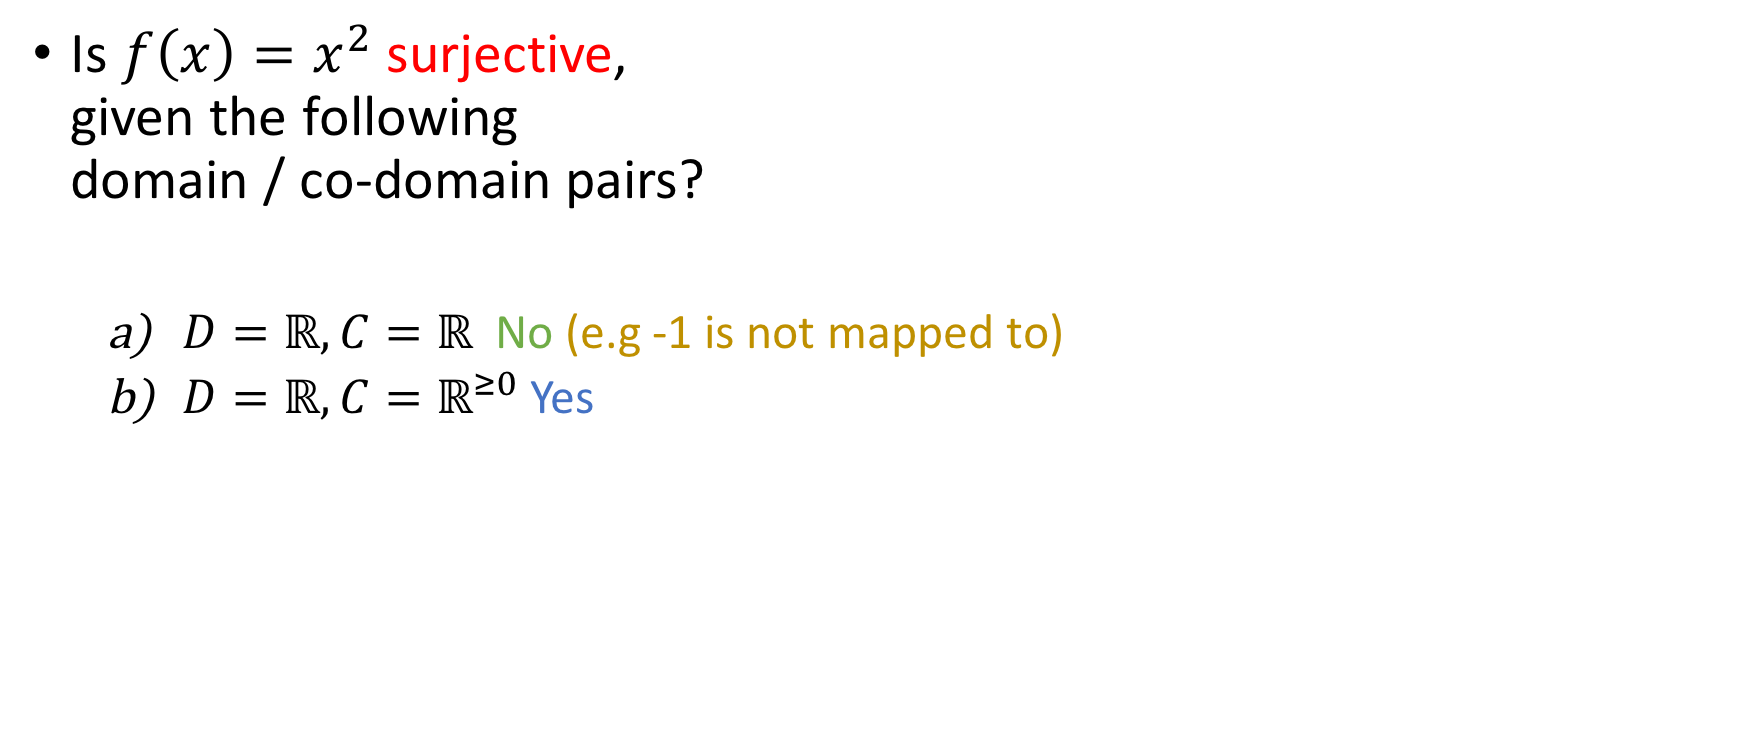 • Is 𝑓(𝑥) = 𝑥² surjective,
given the following
domain / co-domain pairs?
a) 𝐷 = ℝ, 𝐶 = ℝ No (e.g -1 is not mapped to)
b) 𝐷 = ℝ, 𝐶 = ℝ^≥0 Yes